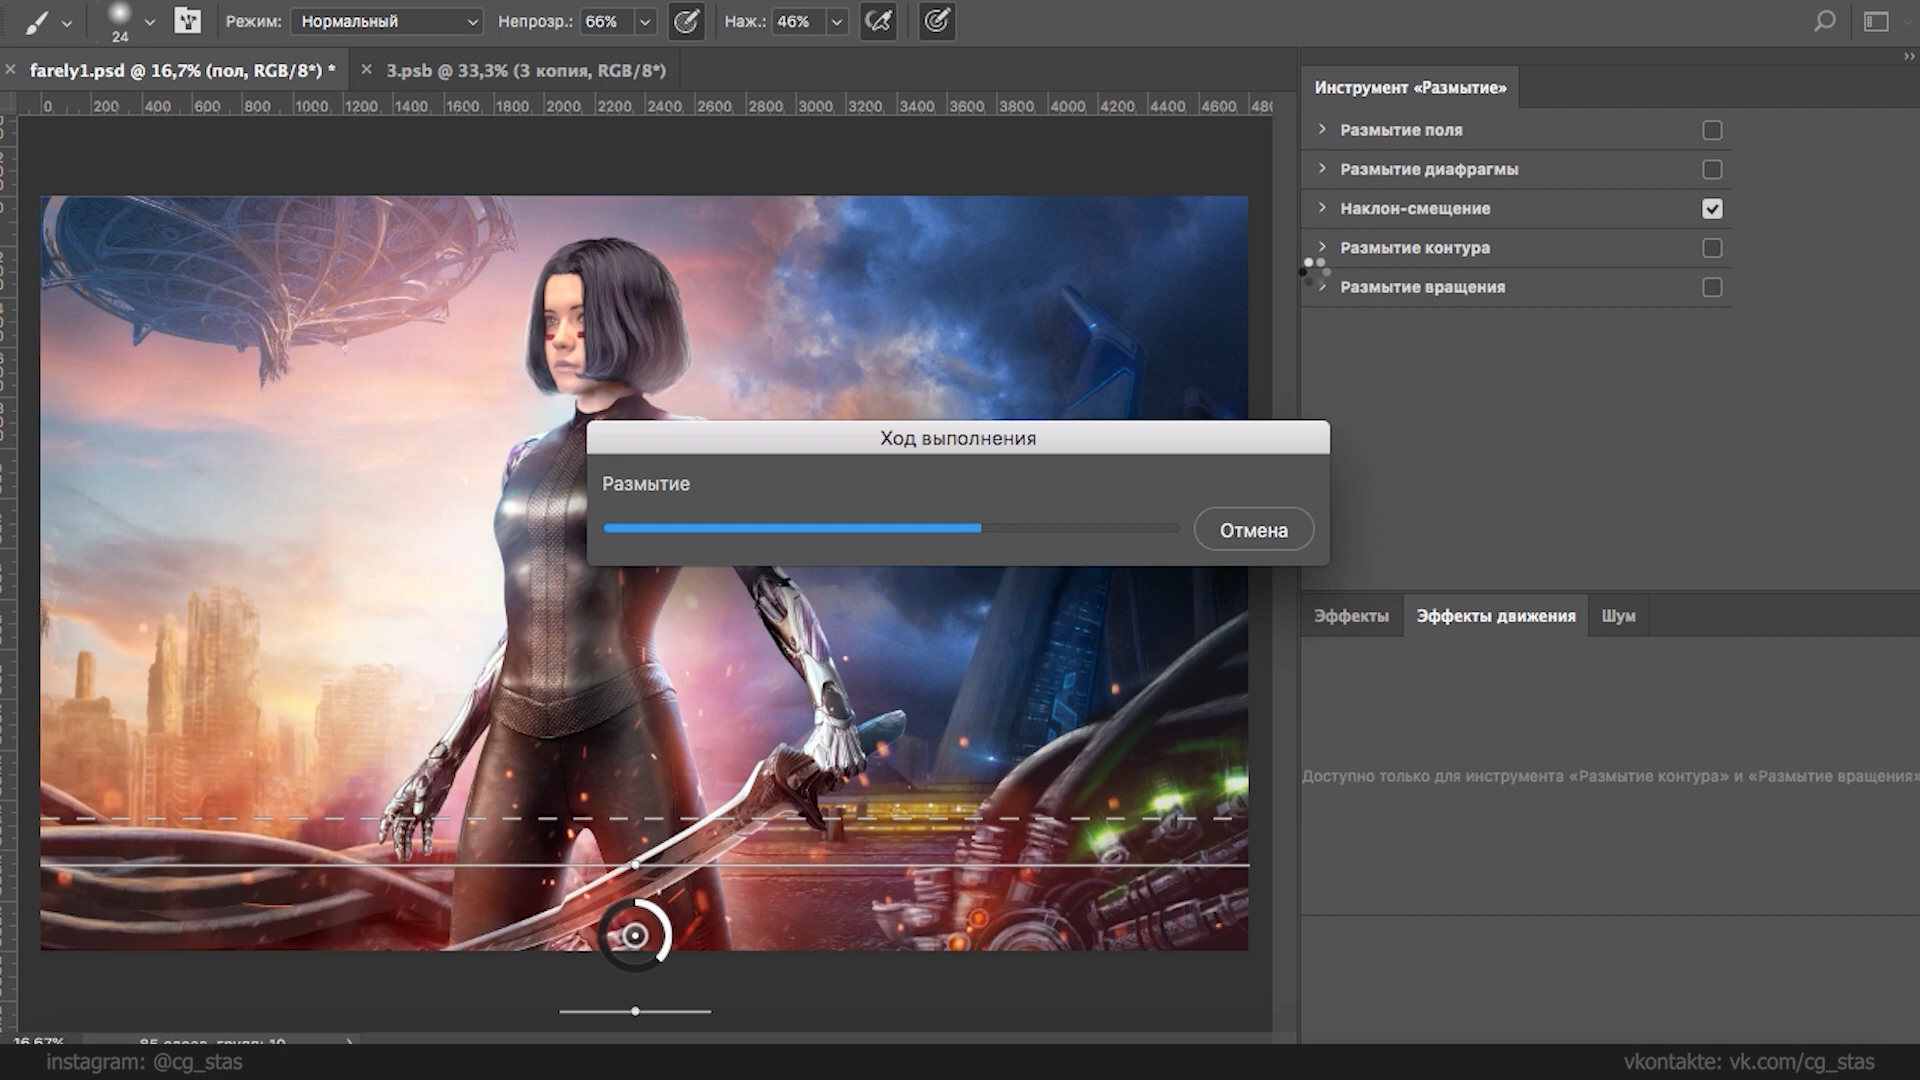 24
Режим:
Нормальный
Непрозр.:
66%
Наж.:
46%
farely1.psd @ 16,7% (пол, RGB/8*) *
3.psb @ 33,3% (3 копия, RGB/8*)
0 200 400 600 800 1000 1200 1400 1600 1800 2000 2200 2400 2600 2800 3000 3200 3400 3600 3800 4000 4200 4400 4600
Инструмент «Размытие»
Размытие поля
Размытие диафрагмы
Наклон-смещение
Размытие контура
Размытие вращения
Ход выполнения
Размытие
Отмена
Эффекты
Эффекты движения
Шум
Доступно только для инструмента «Размытие контура» и «Размытие вращения»
16,67%
instagram: @cg_stas
vkontakte: vk.com/cg_stas